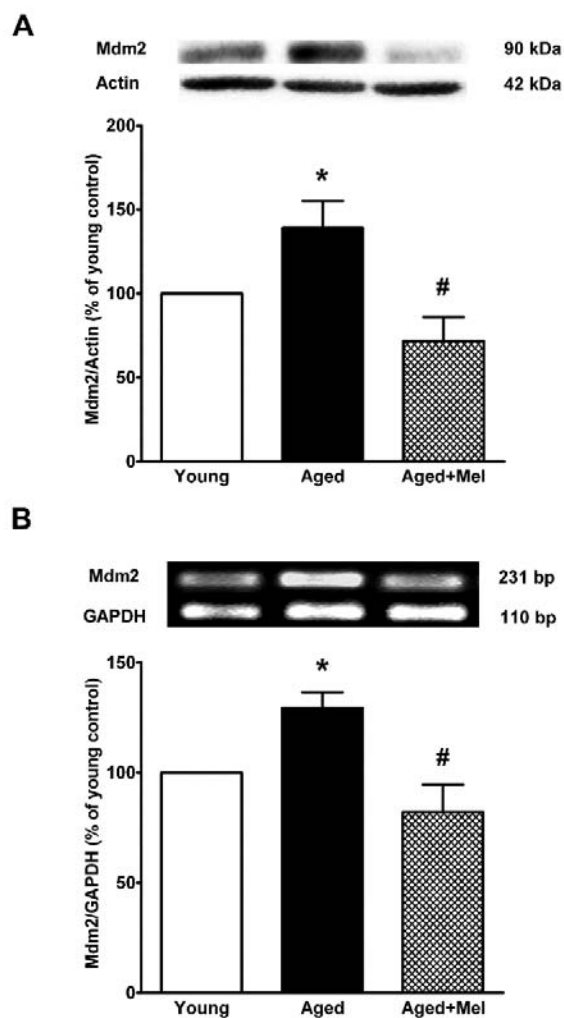 A
Mdm2 90 kDa
Actin 42 kDa
200
150
100
50
0
Mdm2/Actin (% of young control)
*
#
Young Aged Aged+Mel
B
Mdm2 231 bp
GAPDH 110 bp
150
100
50
0
Mdm2/GAPDH (% of young control)
*
#
Young Aged Aged+Mel